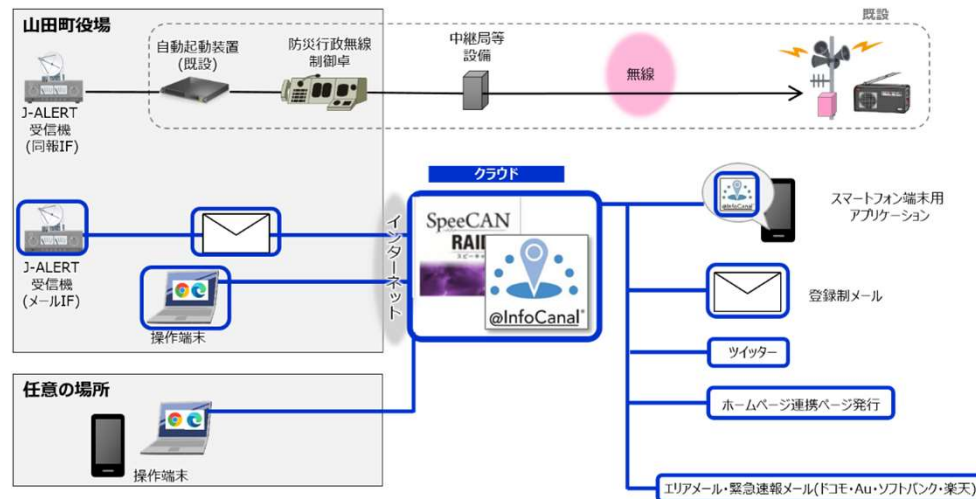 山田町役場
既設
自動起動装置
(既設)
防災行政無線
制御卓
中継局等
設備
無線
J-ALERT
受信機
(同報IF)
クラウド
インターネット
SpeeCAN
RAIL
@InfoCanal
スマートフォン端末用
アプリケーション
J-ALERT
受信機
(メールIF)
操作端末
登録制メール
ツイッター
任意の場所
操作端末
ホームページ連携ページ発行
エリアメール・緊急速報メール(ドコモ・Au・ソフトバンク・楽天)